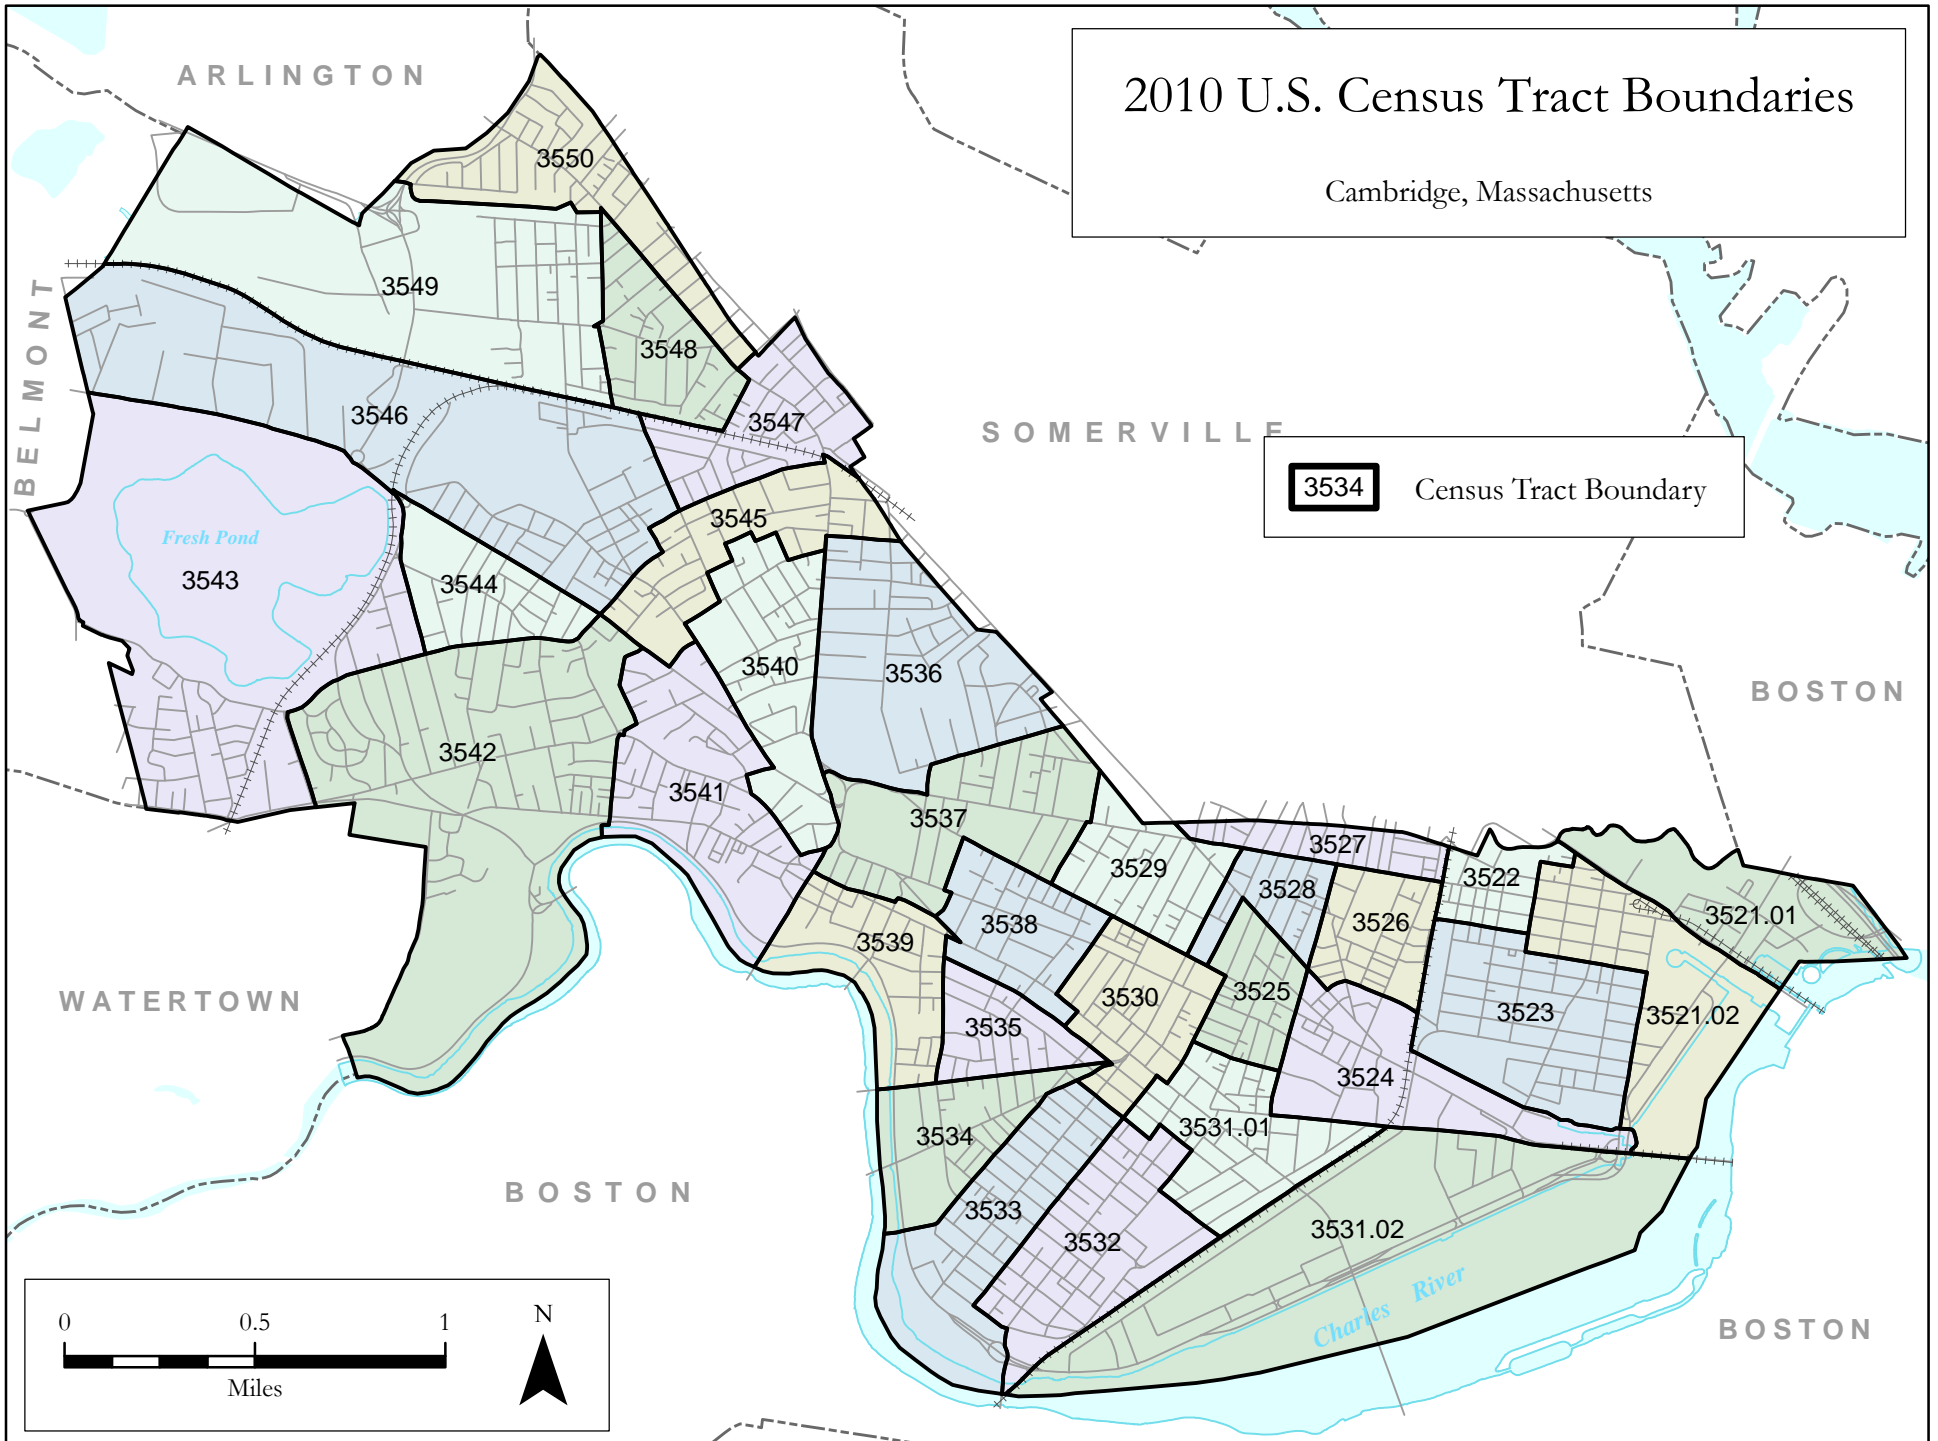 2010 U.S. Census Tract Boundaries
Cambridge, Massachusetts
ARLINGTON
3550
3549
BELMONT
3548
3546
3547
SOMERVILLE
3534 Census Tract Boundary
3545
Fresh Pond
3543
3544
3540
3536
BOSTON
3542
3541
3537
3527
3529
3528
3522
3521.01
3526
3538
3539
WATERTOWN
3530
3525
3523
3521.02
3535
3524
3534
3531.01
BOSTON
3533
3532
3531.02
Charles River
BOSTON
0 0.5 1
Miles
N